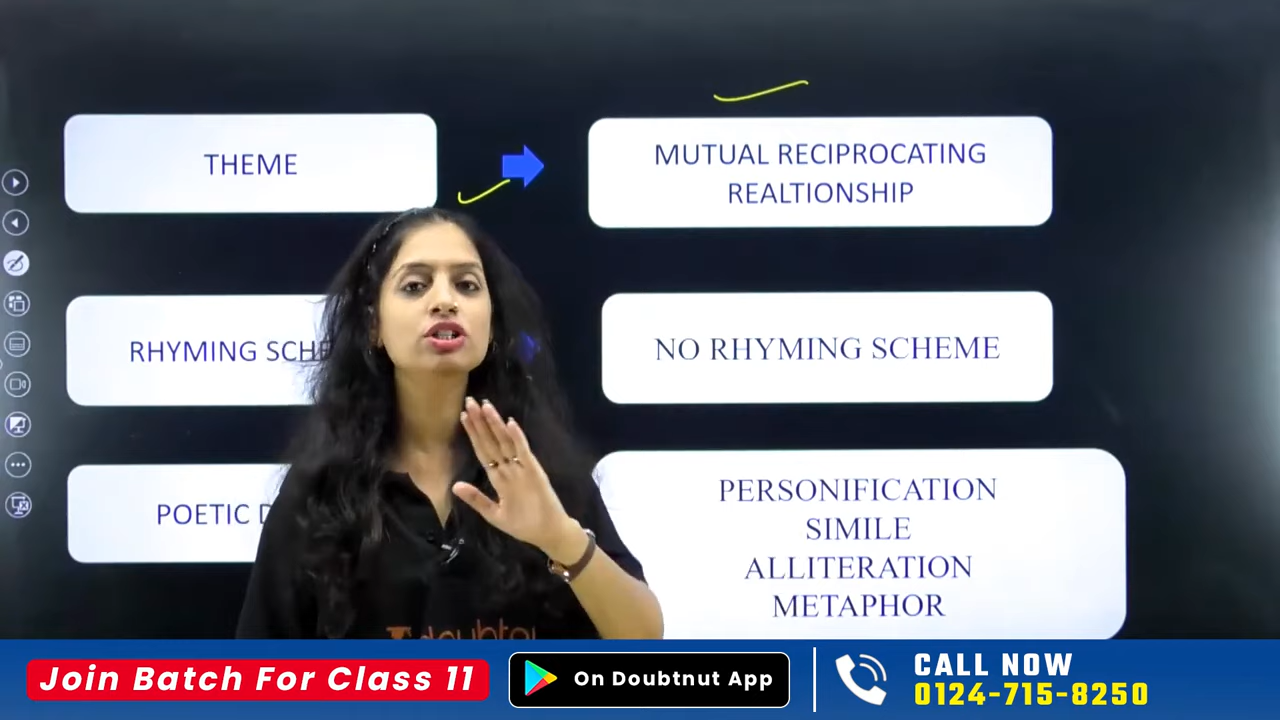 THEME
MUTUAL RECIPROCATING
REALTIONSHIP
RHYMING SCHE
NO RHYMING SCHEME
POETIC D
PERSONIFICATION
SIMILE
ALLITERATION
METAPHOR
Join Batch For Class 11
On Doubtnut App
CALL NOW
0124-715-8250